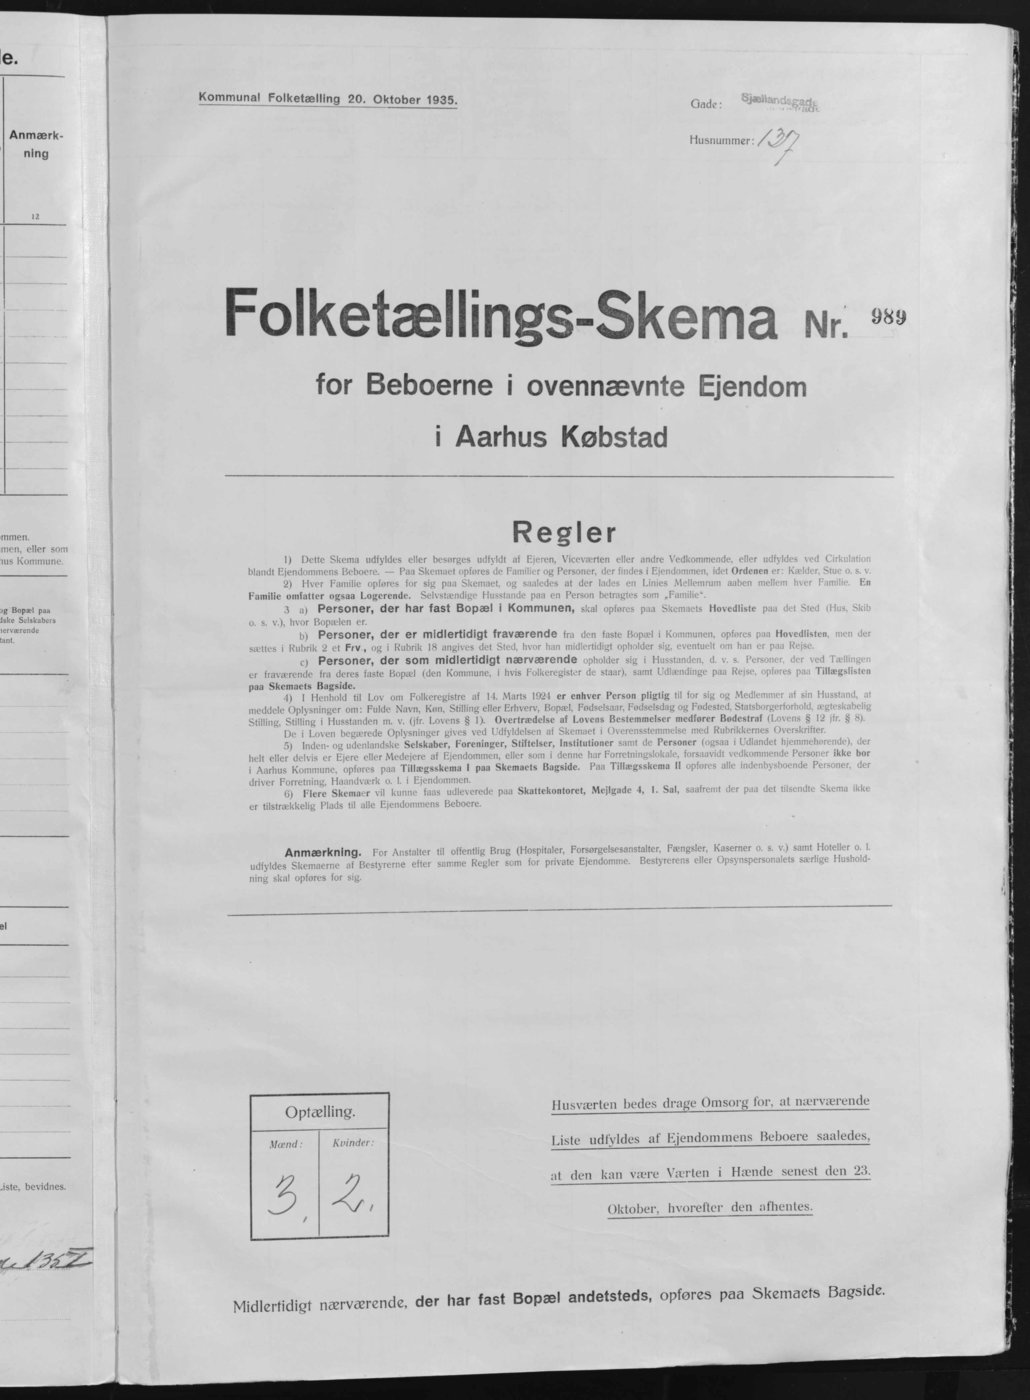 le.
Anmærk-
ning
12
ommen.
men, eller som
hus Kommune.
og Bopæl paa
ndske Selskabers
nerværende
tant.
el
Liste, bevidnes.
135 I
Kommunal Folketælling 20. Oktober 1935.
Gade: Sjællandsgade
Husnummer: 137
Folketællings-Skema Nr. 989
for Beboerne i ovennævnte Ejendom
i Aarhus Købstad
Regler
1) Dette Skema udfyldes eller besørges udfyldt af Ejeren, Viceværten eller andre Vedkommende, eller udfyldes ved Cirkulation
blandt Ejendommens Beboere. — Paa Skemaet opføres de Familier og Personer, der findes i Ejendommen, idet Ordenen er: Kælder, Stue o. s. v.
2) Hver Familie opføres for sig paa Skemaet, og saaledes at der lades en Linies Mellemrum aaben mellem hver Familie. En
Familie omfatter ogsaa Logerende. Selvstændige Husstande paa en Person betragtes som „Familie“.
3 a) Personer, der har fast Bopæl i Kommunen, skal opføres paa Skemaets Hovedliste paa det Sted (Hus, Skib
o. s. v.), hvor Bopælen er.
b) Personer, der er midlertidigt fraværende fra den faste Bopæl i Kommunen, opføres paa Hovedlisten, men der
sættes i Rubrik 2 et Frv., og i Rubrik 18 angives det Sted, hvor han midlertidigt opholder sig, eventuelt om han er paa Rejse.
c) Personer, der som midlertidigt nærværende opholder sig i Husstanden, d. v. s. Personer, der ved Tællingen
er fraværende fra deres faste Bopæl (den Kommune, i hvis Folkeregister de staar), samt Udlændinge paa Rejse, opføres paa Tillægslisten
paa Skemaets Bagside.
4) I Henhold til Lov om Folkeregistre af 14. Marts 1924 er enhver Person pligtig til for sig og Medlemmer af sin Husstand, at
meddele Oplysninger om: Fulde Navn, Køn, Stilling eller Erhverv, Bopæl, Fødselsaar, Fødselsdag og Fødested, Statsborgerforhold, ægteskabelig
Stilling, Stilling i Husstanden m. v. (jfr. Lovens § 1). Overtrædelse af Lovens Bestemmelser medfører Bødestraf (Lovens § 12 jfr. § 8).
De i Loven begærede Oplysninger gives ved Udfyldelsen af Skemaet i Overensstemmelse med Rubrikkernes Overskrifter.
5) Inden- og udenlandske Selskaber, Foreninger, Stiftelser, Institutioner samt de Personer (ogsaa i Udlandet hjemmehørende), der
helt eller delvis er Ejere eller Medejere af Ejendommen, eller som i denne har Forretningslokale, forsaavidt vedkommende Personer ikke bor
i Aarhus Kommune, opføres paa Tillægsskema I paa Skemaets Bagside. Paa Tillægsskema II opføres alle indenbysboende Personer, der
driver Forretning, Haandværk o. l. i Ejendommen.
6) Flere Skemaer vil kunne faas udleverede paa Skattekontoret, Mejlgade 4, 1. Sal, saafremt der paa det tilsendte Skema ikke
er tilstrækkelig Plads til alle Ejendommens Beboere.
Anmærkning. For Anstalter til offentlig Brug (Hospitaler, Forsørgelsesanstalter, Fængsler, Kaserner o. s. v.) samt Hoteller o. l.
udfyldes Skemaerne af Bestyrerne efter samme Regler som for private Ejendomme. Bestyrerens eller Opsynspersonalets særlige Hushold-
ning skal opføres for sig.
Optælling.
Mænd: Kvinder:
3, 2,
Husværten bedes drage Omsorg for, at nærværende
Liste udfyldes af Ejendommens Beboere saaledes,
at den kan være Værten i Hænde senest den 23.
Oktober, hvorefter den afhentes.
Midlertidigt nærværende, der har fast Bopæl andetsteds, opføres paa Skemaets Bagside.